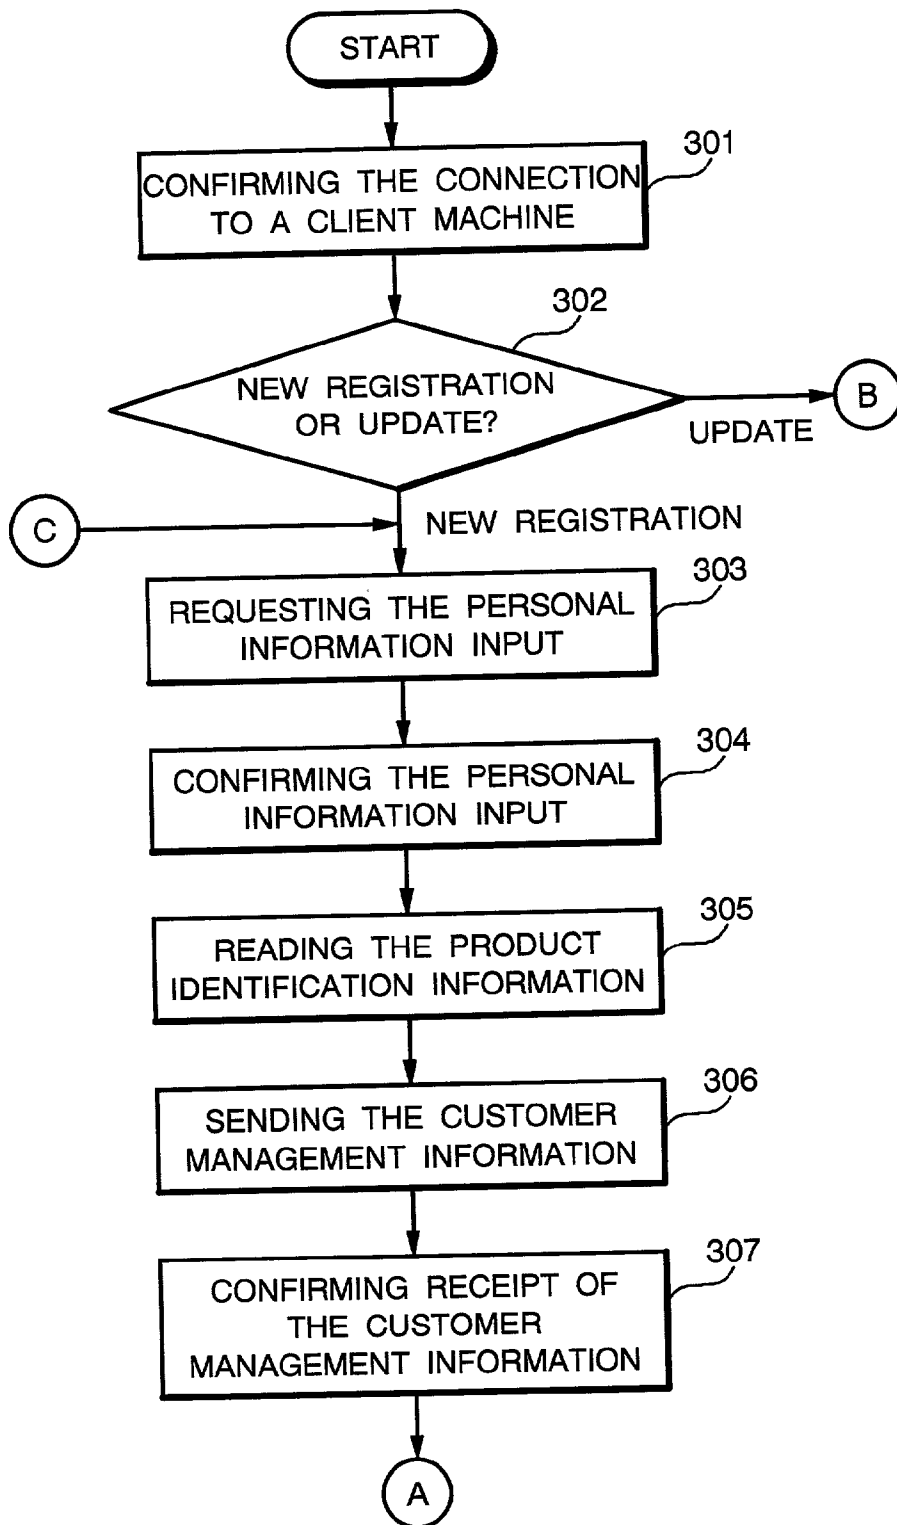 START
301
CONFIRMING THE CONNECTION
TO A CLIENT MACHINE
302
NEW REGISTRATION
OR UPDATE?
B
UPDATE
C
NEW REGISTRATION
303
REQUESTING THE PERSONAL
INFORMATION INPUT
304
CONFIRMING THE PERSONAL
INFORMATION INPUT
305
READING THE PRODUCT
IDENTIFICATION INFORMATION
306
SENDING THE CUSTOMER
MANAGEMENT INFORMATION
307
CONFIRMING RECEIPT OF
THE CUSTOMER
MANAGEMENT INFORMATION
A